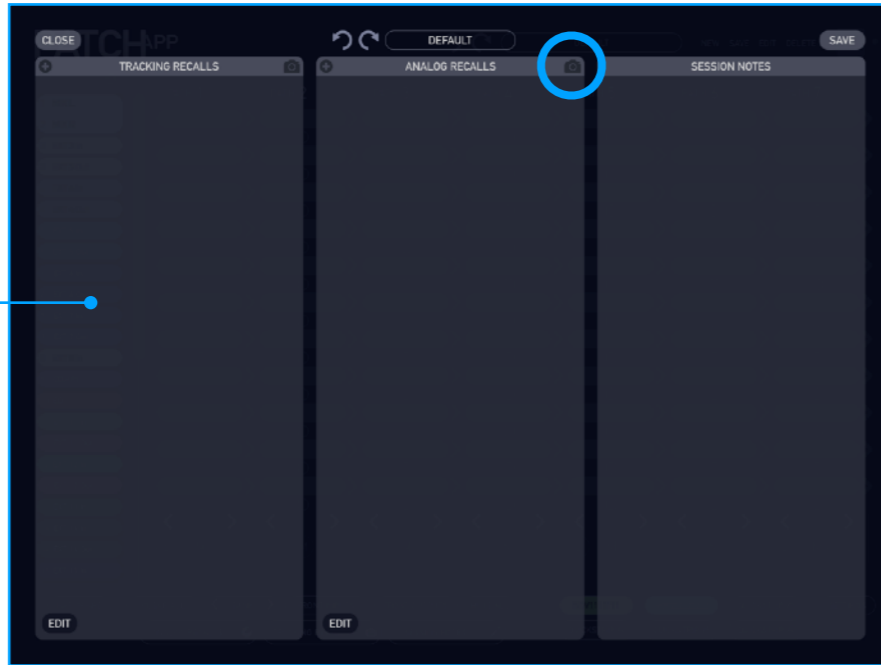 CLOSE
DEFAULT
SAVE
TRACKING RECALLS
ANALOG RECALLS
SESSION NOTES
EDIT
EDIT